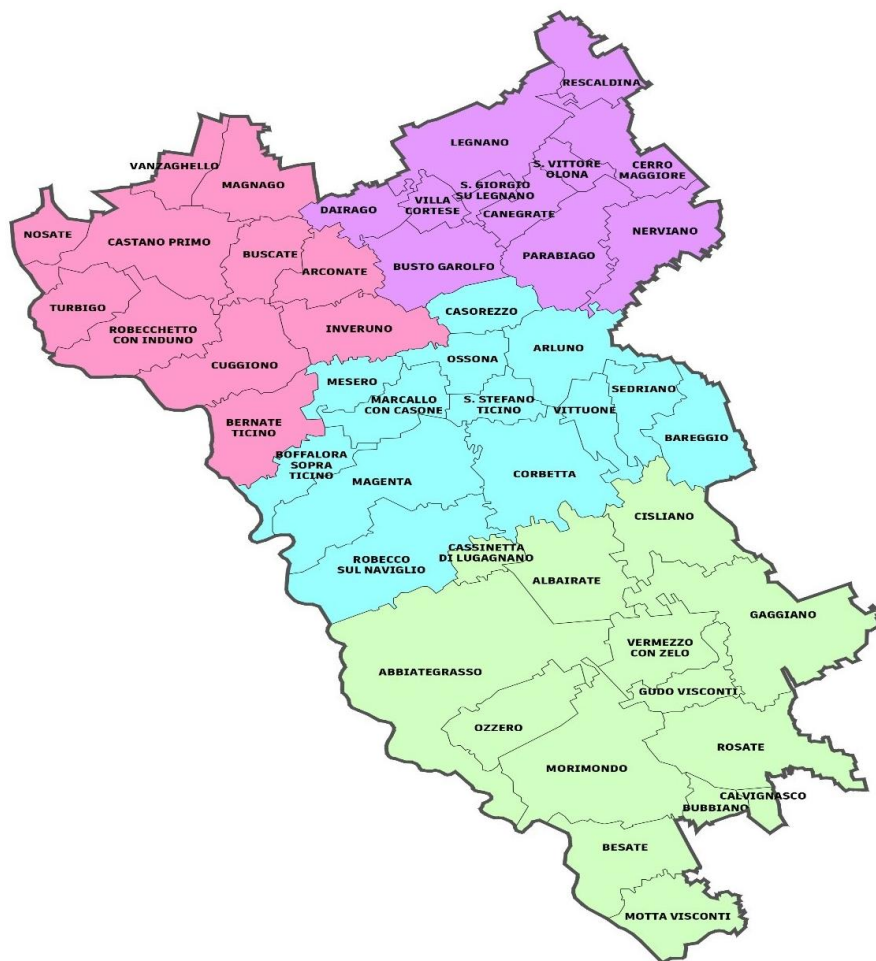 RESCALDINA
LEGNANO
VANZAGHELLO
S. VITTORE
OLONA
CERRO
MAGGIORE
MAGNAGO
S. GIORGIO
SU LEGNANO
DAIRAGO
VILLA
CORTESE
CANEGRATE
NOSATE
CASTANO PRIMO
NERVIANO
BUSCATE
PARABIAGO
ARCONATE
BUSTO GAROLFO
TURBIGO
CASOREZZO
ROBECCHETTO
CON INDUNO
INVERUNO
ARLUNO
OSSONA
CUGGIONO
MESERO
SEDRIANO
MARCALLO
CON CASONE
S. STEFANO
TICINO
VITTUONE
BERNATE
TICINO
BAREGGIO
BOFFALORA
SOPRA
TICINO
MAGENTA
CORBETTA
CISLIANO
CASSINETTA
DI LUGAGNANO
ROBECCO
SUL NAVIGLIO
ALBAIRATE
GAGGIANO
VERMEZZO
CON ZELO
ABBIATEGRASSO
GUDO VISCONTI
OZZERO
ROSATE
MORIMONDO
CALVIGNASCO
BUBBIANO
BESATE
MOTTA VISCONTI